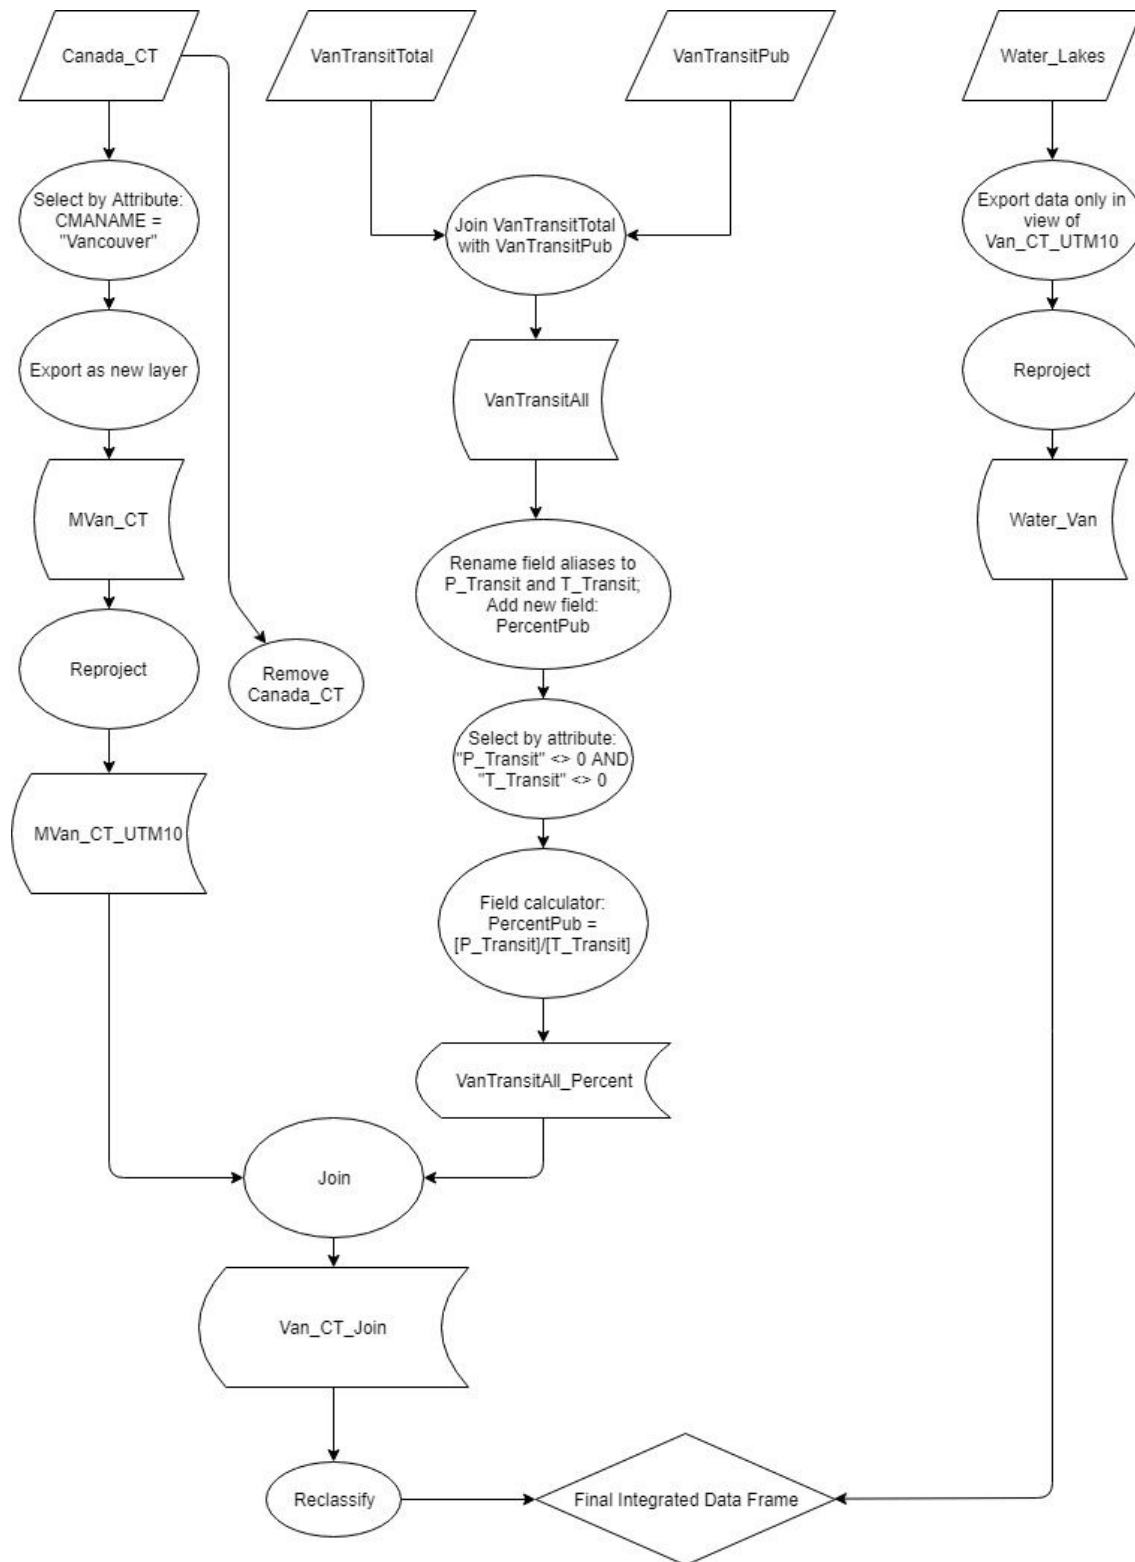 Canada_CT
VanTransitTotal
VanTransitPub
Water_Lakes
Select by Attribute:
CMANAME =
"Vancouver"
Join VanTransitTotal
with VanTransitPub
Export data only in
view of
Van_CT_UTM10
Export as new layer
VanTransitAll
Reproject
MVan_CT
Water_Van
Rename field aliases to
P_Transit and T_Transit;
Add new field:
PercentPub
Reproject
Remove
Canada_CT
Select by attribute:
"P_Transit" <> 0 AND
"T_Transit" <> 0
MVan_CT_UTM10
Field calculator:
PercentPub =
[P_Transit]/[T_Transit]
VanTransitAll_Percent
Join
Van_CT_Join
Reclassify
Final Integrated Data Frame